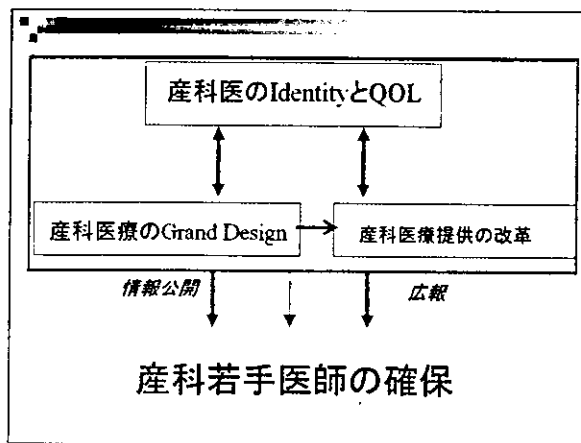 産科医のIdentityとQOL
産科医療のGrand Design
産科医療提供の改革
情報公開
広報
産科若手医師の確保